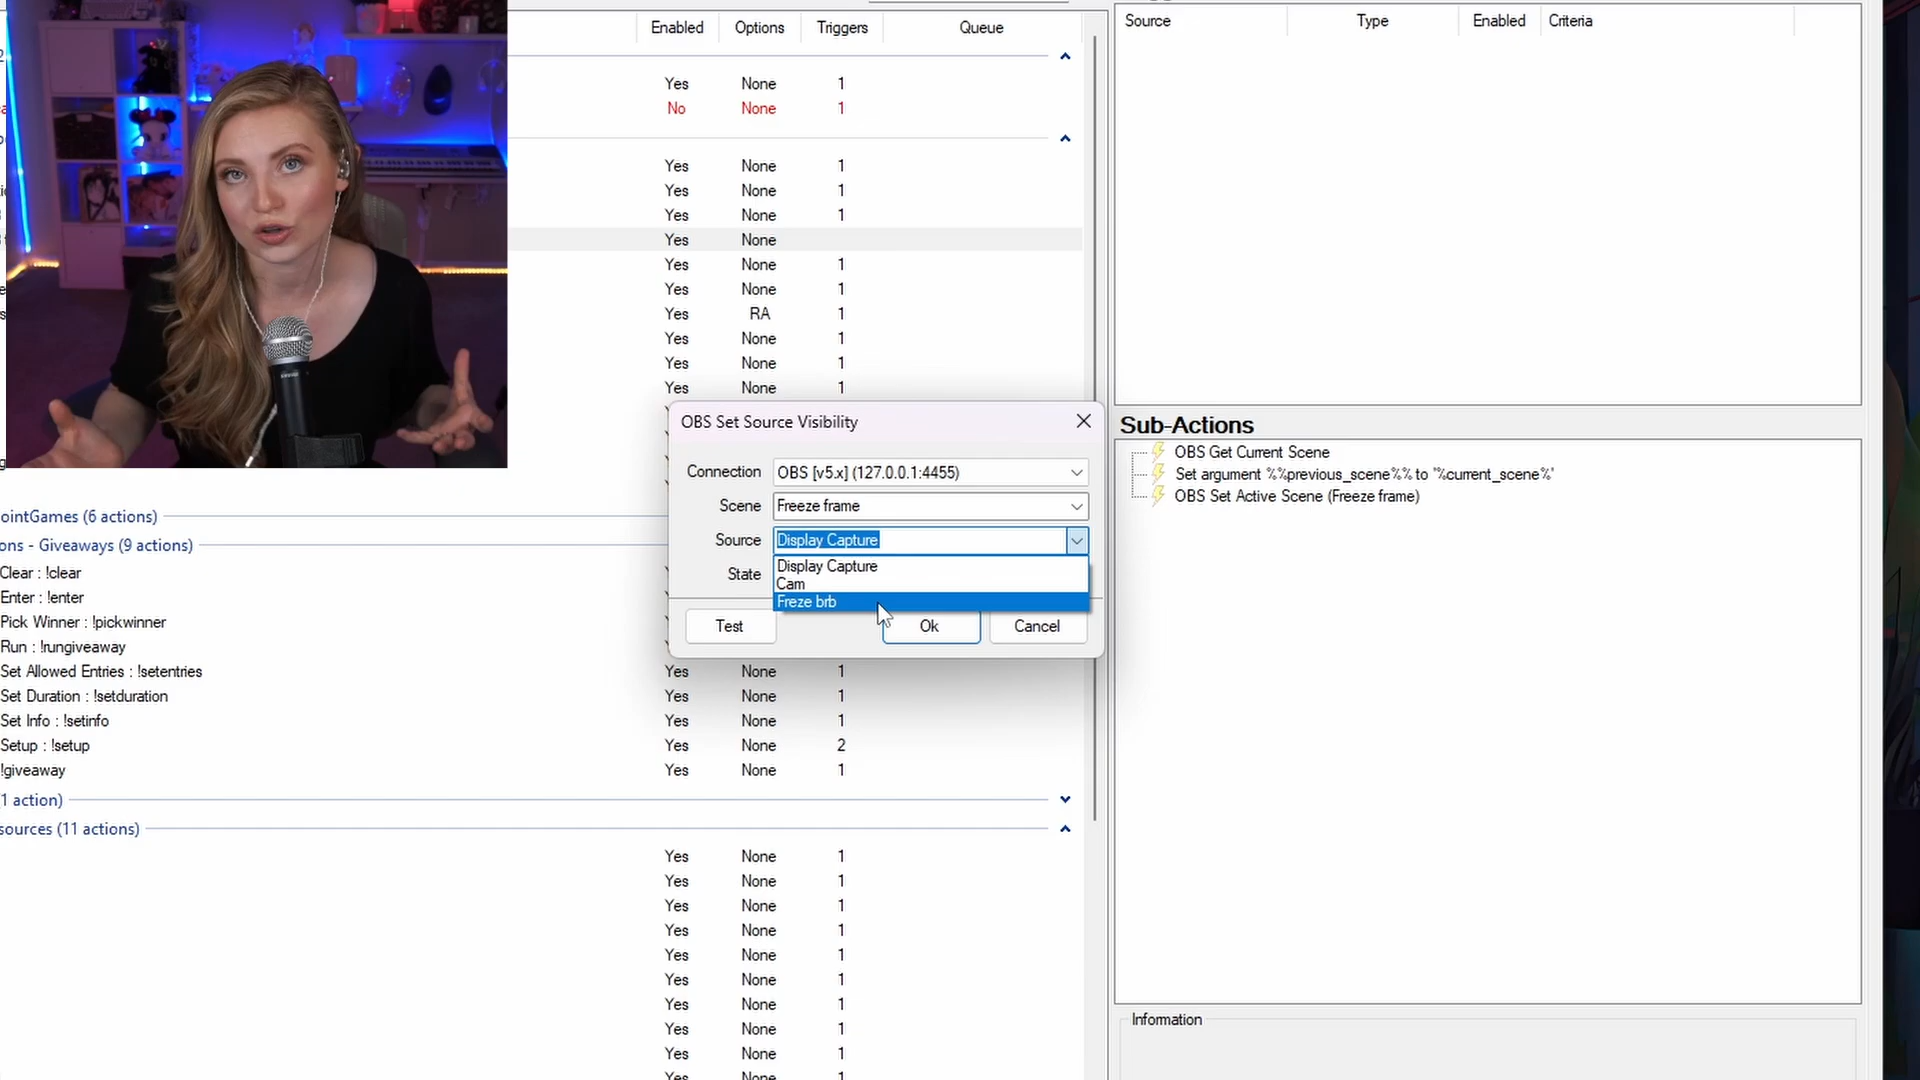 Enabled Options Triggers Queue
Yes None 1
No None 1
Yes None 1
Yes None 1
Yes None 1
Yes None
Yes None 1
Yes None 1
Yes RA 1
Yes None 1
Yes None 1
Yes None 1
ointGames (6 actions)
ons - Giveaways (9 actions)
Clear : !clear
Enter : !enter
Pick Winner : !pickwinner
Run : !rungiveaway
Set Allowed Entries : !setentries
Yes None 1
Set Duration : !setduration
Yes None 1
Set Info : !setinfo
Yes None 1
Setup : !setup
Yes None 2
!giveaway
Yes None 1
1 action)
sources (11 actions)
Yes None 1
Yes None 1
Yes None 1
Yes None 1
Yes None 1
Yes None 1
Yes None 1
Yes None 1
Yes None 1
Yes None 1
OBS Set Source Visibility
Connection OBS [v5.x] (127.0.0.1:4455)
Scene Freeze frame
Source Display Capture
Display Capture
State
Cam
Freze brb
Test Ok Cancel
Source Type Enabled Criteria
Sub-Actions
OBS Get Current Scene
Set argument %%previous_scene%% to '%current_scene%'
OBS Set Active Scene (Freeze frame)
Information